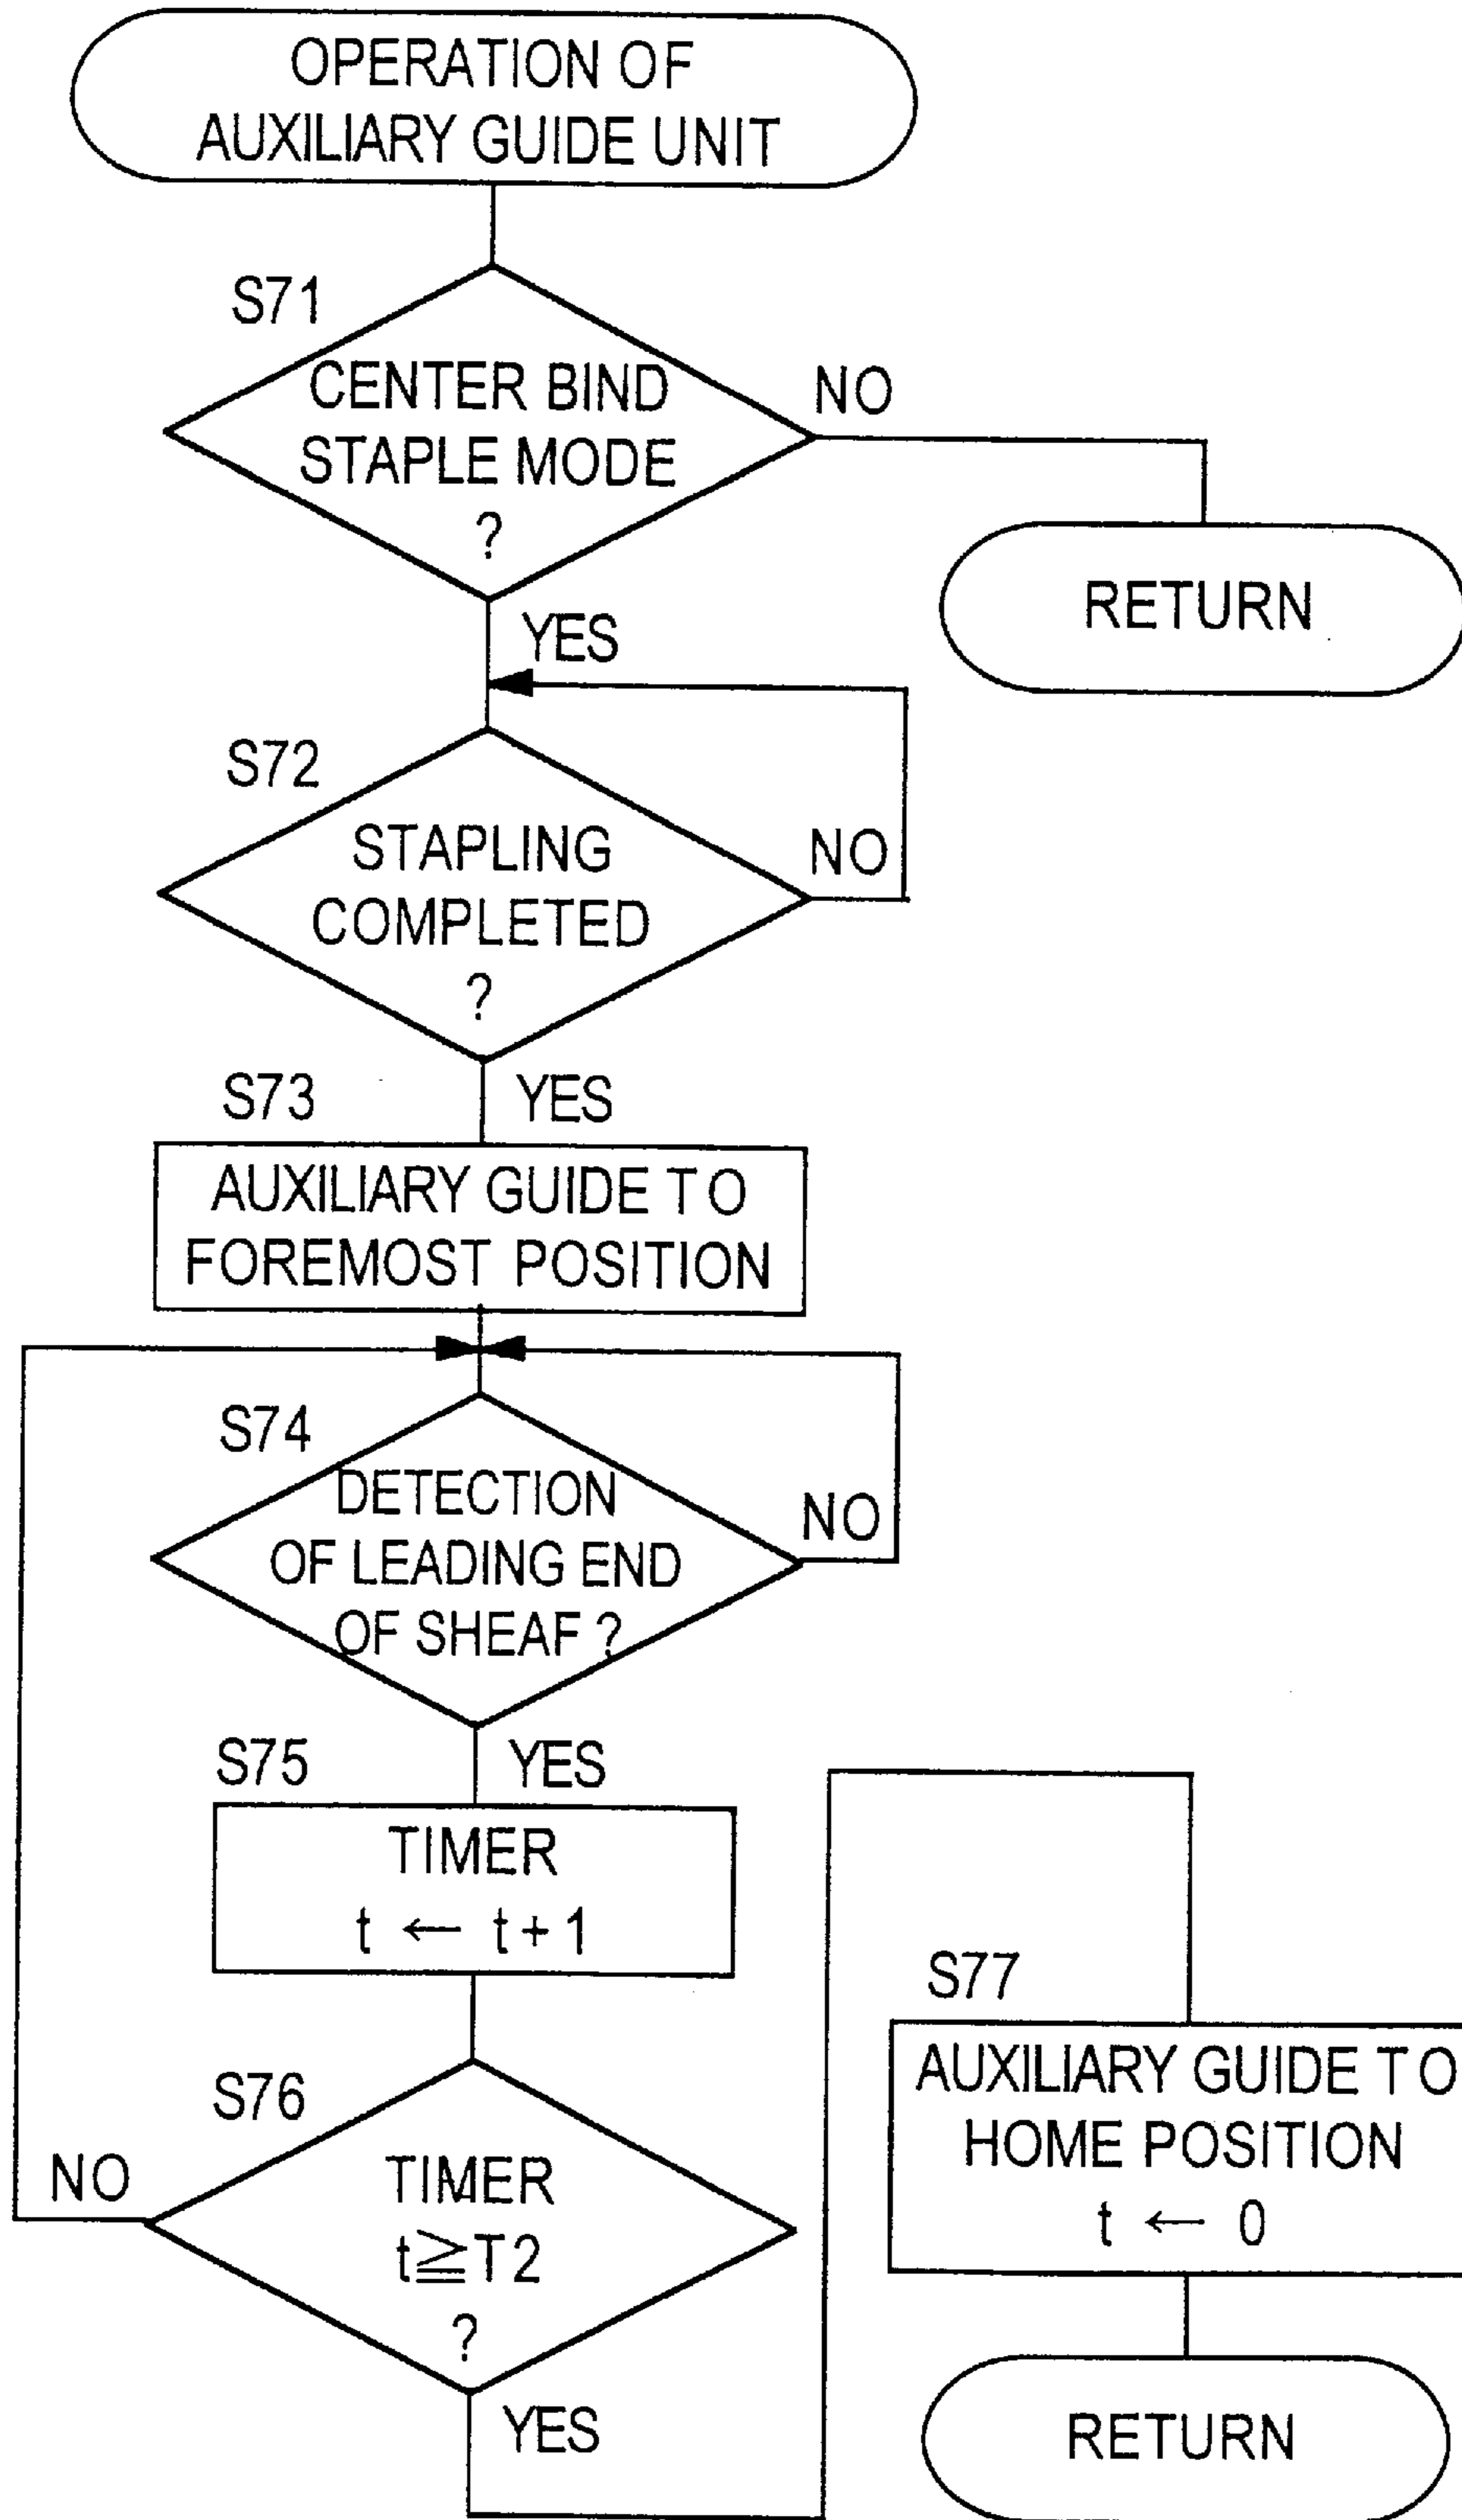 OPERATION OF
AUXILIARY GUIDE UNIT
S71
CENTER BIND
STAPLE MODE
?
NO
RETURN
YES
S72
STAPLING
COMPLETED
?
NO
S73
YES
AUXILIARY GUIDE TO
FOREMOST POSITION
S74
DETECTION
OF LEADING END
OF SHEAF ?
NO
S75
YES
TIMER
t ← t+1
S76
NO
TIMER
t≧T2
?
YES
S77
AUXILIARY GUIDE TO
HOME POSITION
t ← 0
RETURN